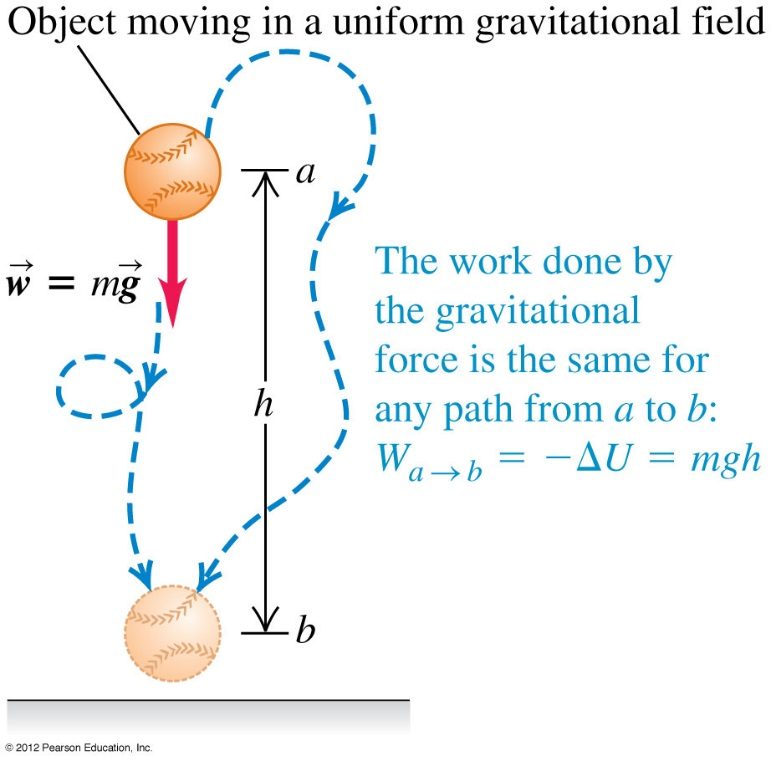 Object moving in a uniform gravitational field
a
w⃗ = mg⃗
The work done by
the gravitational
force is the same for
any path from a to b:
Wₐ→b = −ΔU = mgh
h
b
© 2012 Pearson Education, Inc.